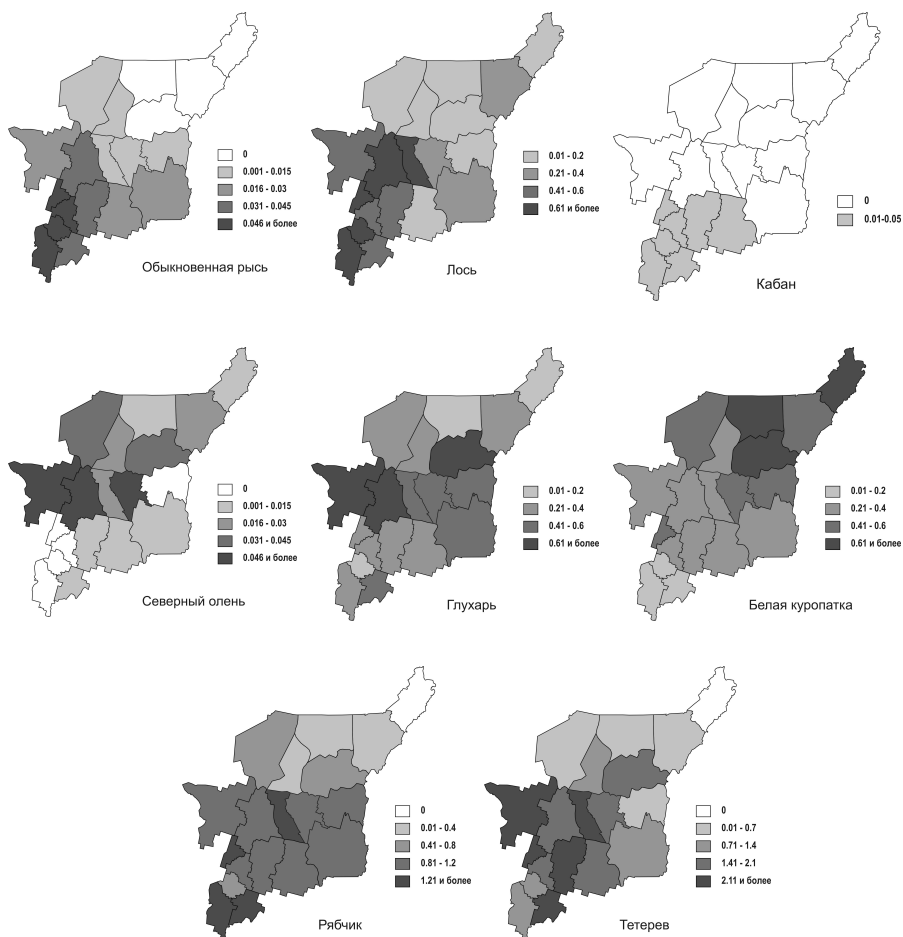 0
0.001 - 0.015
0.016 - 0.03
0.031 - 0.045
0.046 и более
Обыкновенная рысь
0.01 - 0.2
0.21 - 0.4
0.41 - 0.6
0.61 и более
Лось
0
0.01-0.05
Кабан
0
0.001 - 0.015
0.016 - 0.03
0.031 - 0.045
0.046 и более
Северный олень
0.01 - 0.2
0.21 - 0.4
0.41 - 0.6
0.61 и более
Глухарь
0.01 - 0.2
0.21 - 0.4
0.41 - 0.6
0.61 и более
Белая куропатка
0
0.01 - 0.4
0.41 - 0.8
0.81 - 1.2
1.21 и более
Рябчик
0
0.01 - 0.7
0.71 - 1.4
1.41 - 2.1
2.11 и более
Тетерев